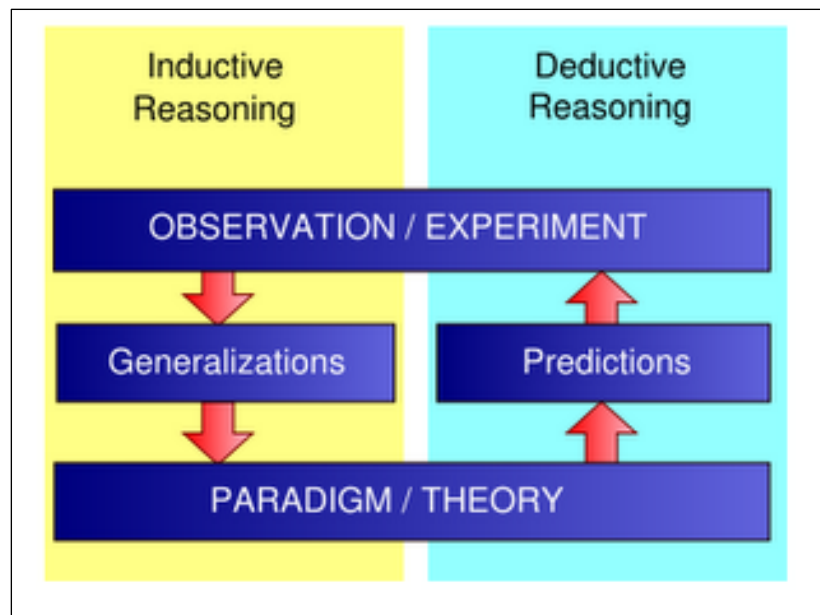 Inductive
Reasoning
Deductive
Reasoning
OBSERVATION / EXPERIMENT
Generalizations
Predictions
PARADIGM / THEORY